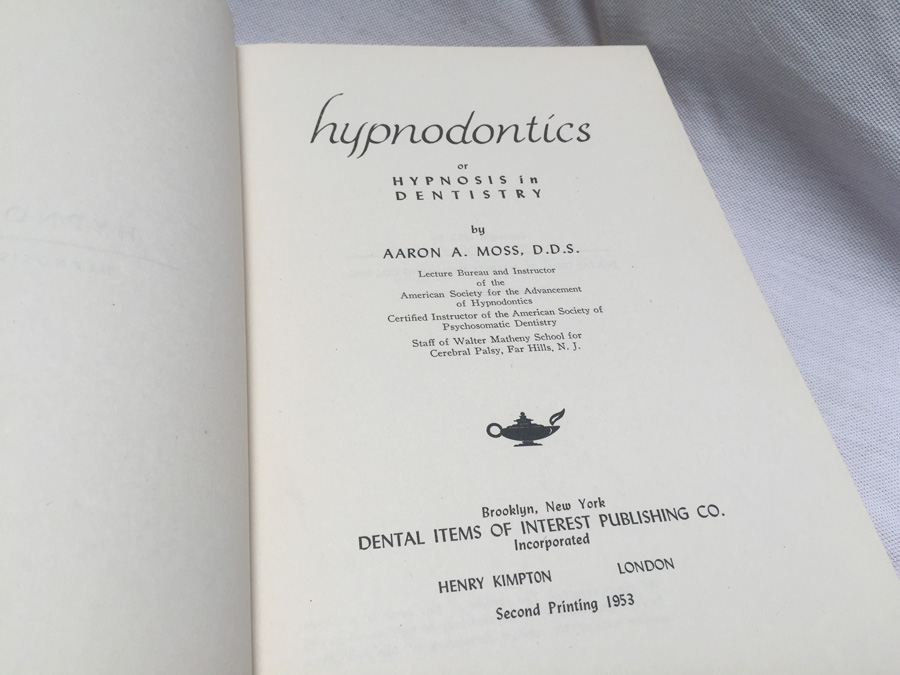 hypnodontics
or
HYPNOSIS in
DENTISTRY
by
AARON A. MOSS, D.D.S.
Lecture Bureau and Instructor
of the
American Society for the Advancement
of Hypnodontics
Certified Instructor of the American Society of
Psychosomatic Dentistry
Staff of Walter Matheny School for
Cerebral Palsy, Far Hills, N. J.
Brooklyn, New York
DENTAL ITEMS OF INTEREST PUBLISHING CO.
Incorporated
HENRY KIMPTON LONDON
Second Printing 1953